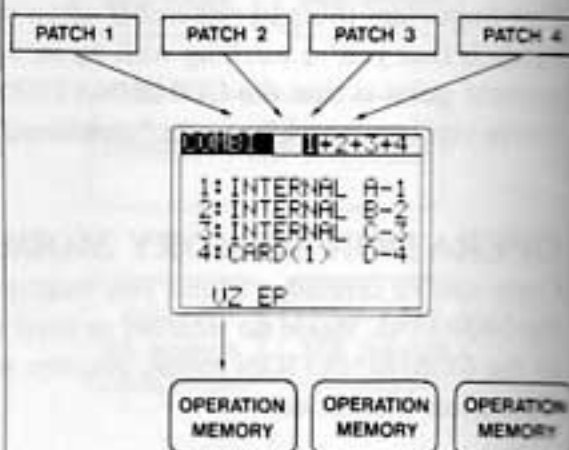 PATCH 1 PATCH 2 PATCH 3 PATCH 4
COMBI 1+2+3+4
1:INTERNAL A-1
2:INTERNAL B-2
3:INTERNAL C-3
4:CARD(1) D-4
VZ EP
OPERATION OPERATION OPERATION
MEMORY MEMORY MEMORY